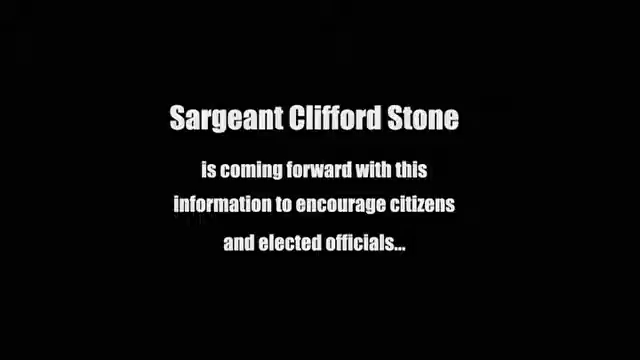 Sargeant Clifford Stone
is coming forward with this
information to encourage citizens
and elected officials...